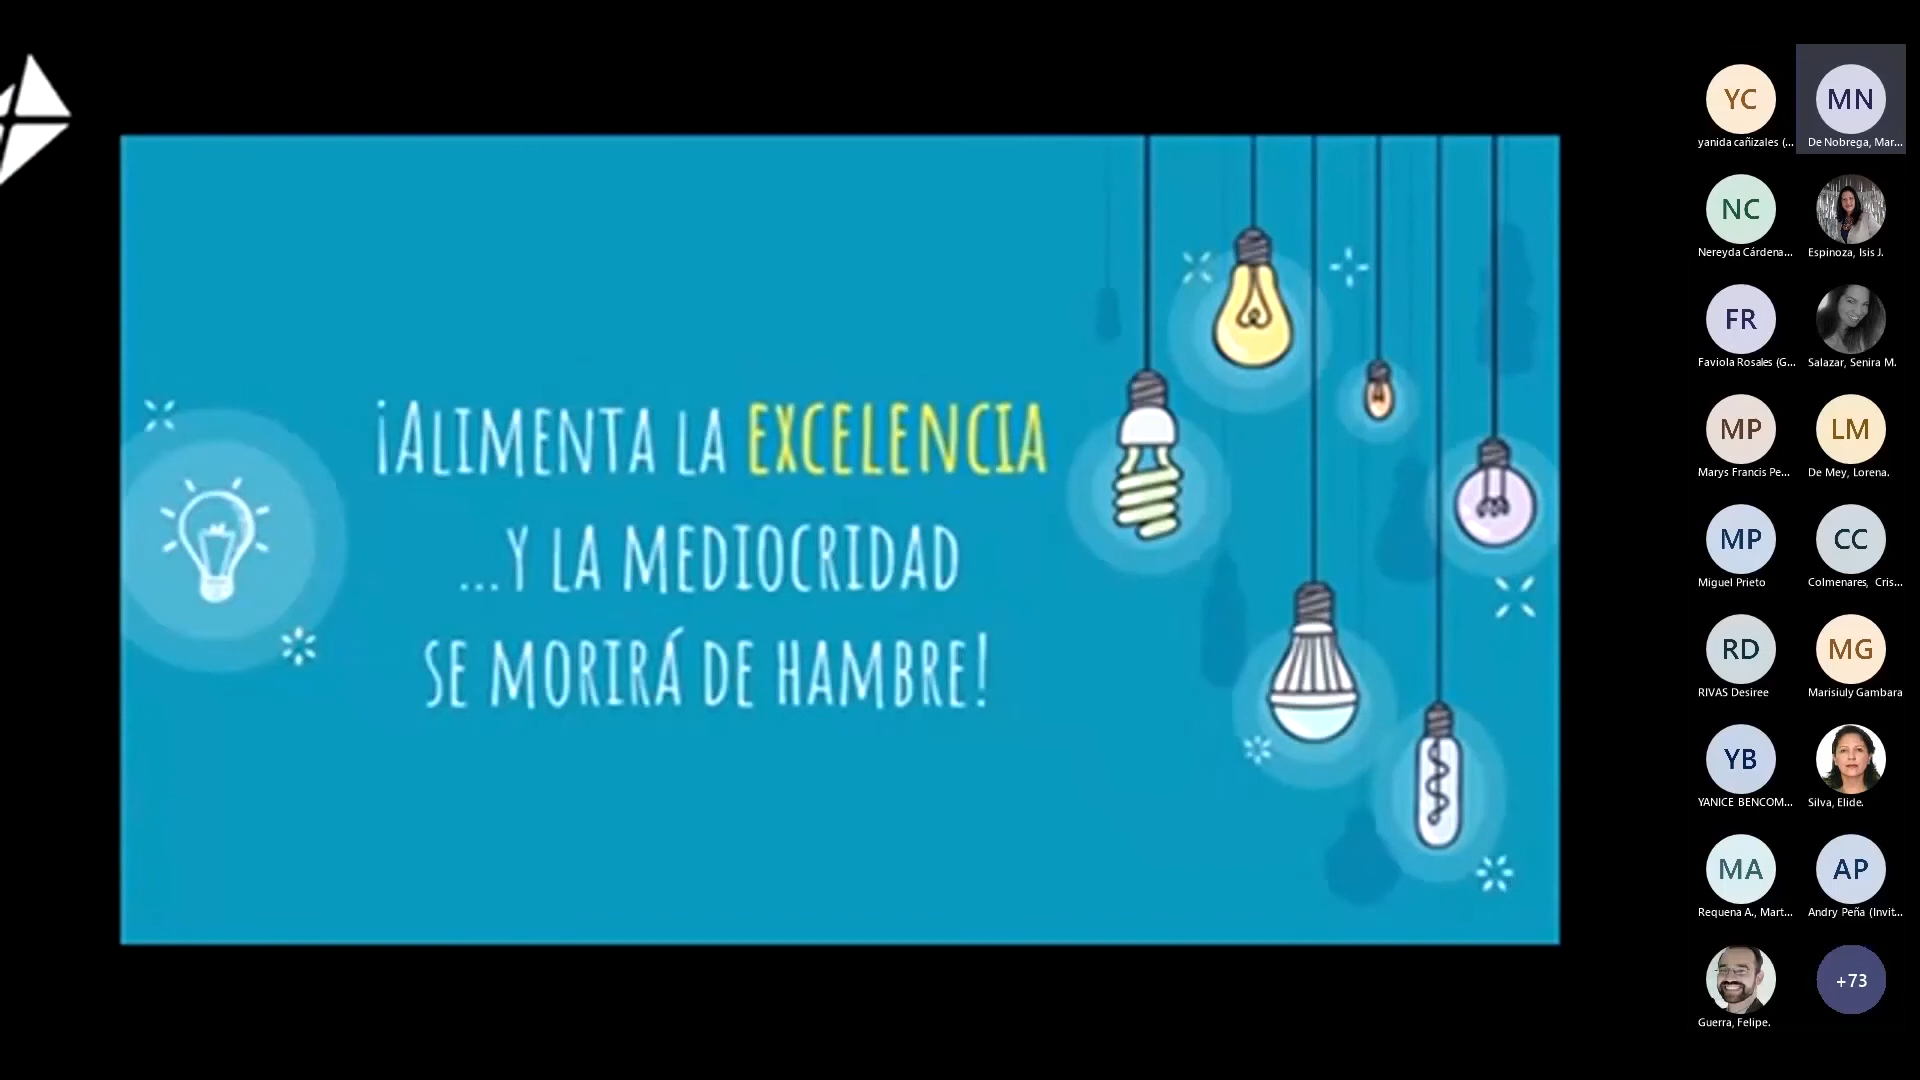 ¡ALIMENTA LA EXCELENCIA
...Y LA MEDIOCRIDAD
SE MORIRÁ DE HAMBRE!
YC
MN
yanida cañizales (...
De Nobrega, Mar...
NC
Nereyda Cárdena...
Espinoza, Isis J.
FR
Faviola Rosales (G...
Salazar, Senira M.
MP
LM
Marys Francis Pe...
De Mey, Lorena.
MP
CC
Miguel Prieto
Colmenares, Cris...
RD
MG
RIVAS Desiree
Marisiuly Gambara
YB
YANICE BENCOM...
Silva, Elide.
MA
AP
Requena A., Mart...
Andry Peña (Invit...
+73
Guerra, Felipe.